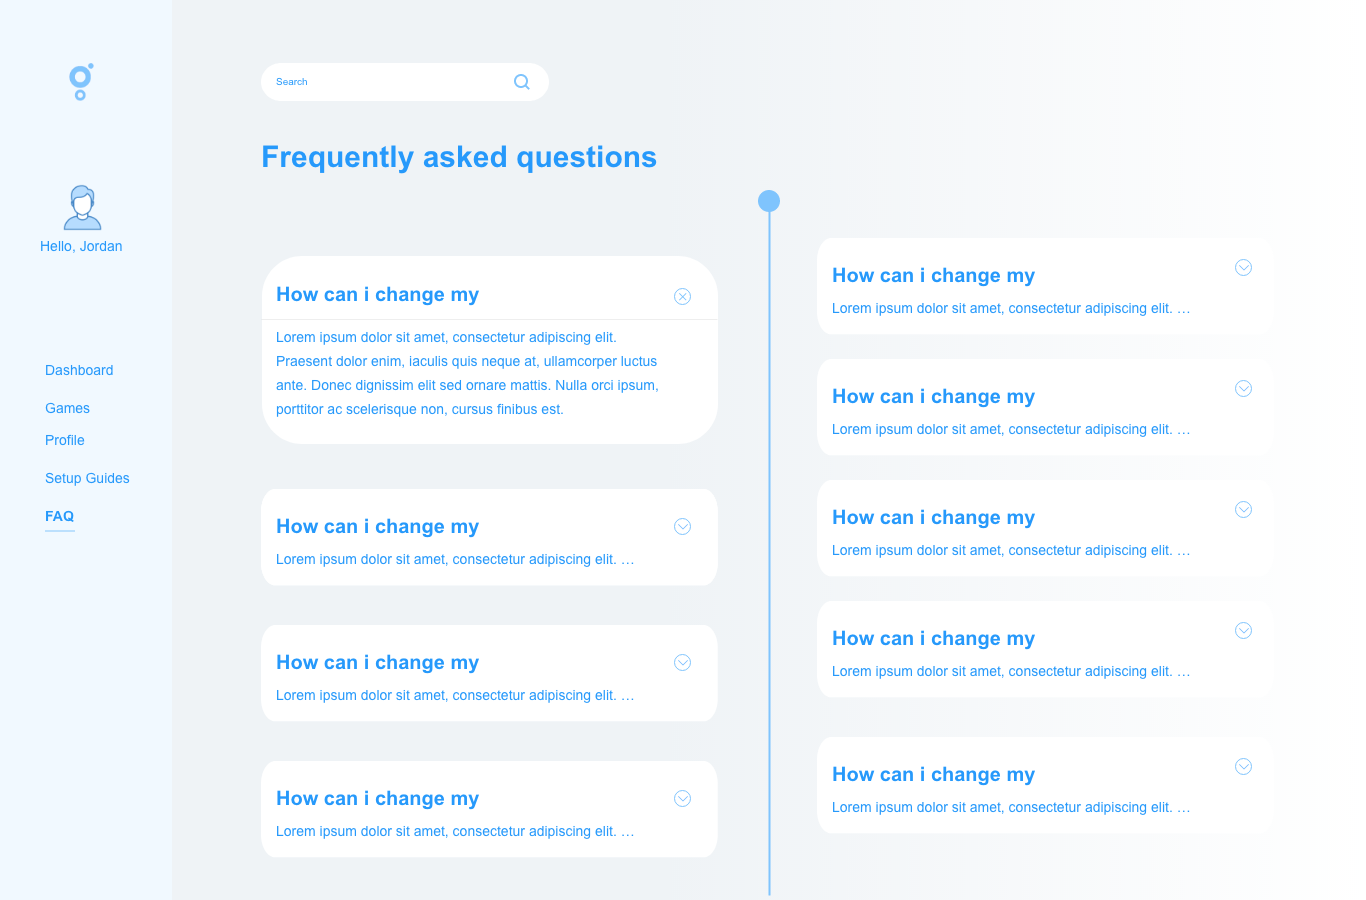 Search
Frequently asked questions
Hello, Jordan
Dashboard
Games
Profile
Setup Guides
FAQ
How can i change my
Lorem ipsum dolor sit amet, consectetur adipiscing elit.
Praesent dolor enim, iaculis quis neque at, ullamcorper luctus
ante. Donec dignissim elit sed ornare mattis. Nulla orci ipsum,
porttitor ac scelerisque non, cursus finibus est.
How can i change my
Lorem ipsum dolor sit amet, consectetur adipiscing elit. …
How can i change my
Lorem ipsum dolor sit amet, consectetur adipiscing elit. …
How can i change my
Lorem ipsum dolor sit amet, consectetur adipiscing elit. …
How can i change my
Lorem ipsum dolor sit amet, consectetur adipiscing elit. …
How can i change my
Lorem ipsum dolor sit amet, consectetur adipiscing elit. …
How can i change my
Lorem ipsum dolor sit amet, consectetur adipiscing elit. …
How can i change my
Lorem ipsum dolor sit amet, consectetur adipiscing elit. …
How can i change my
Lorem ipsum dolor sit amet, consectetur adipiscing elit. …